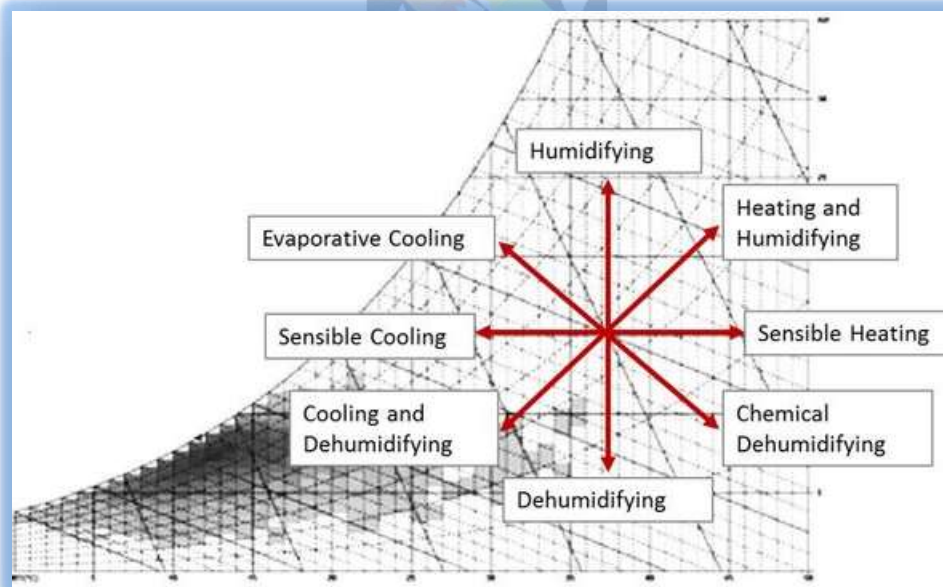 Humidifying
Heating and
Humidifying
Evaporative Cooling
Sensible Cooling
Sensible Heating
Cooling and
Dehumidifying
Chemical
Dehumidifying
Dehumidifying